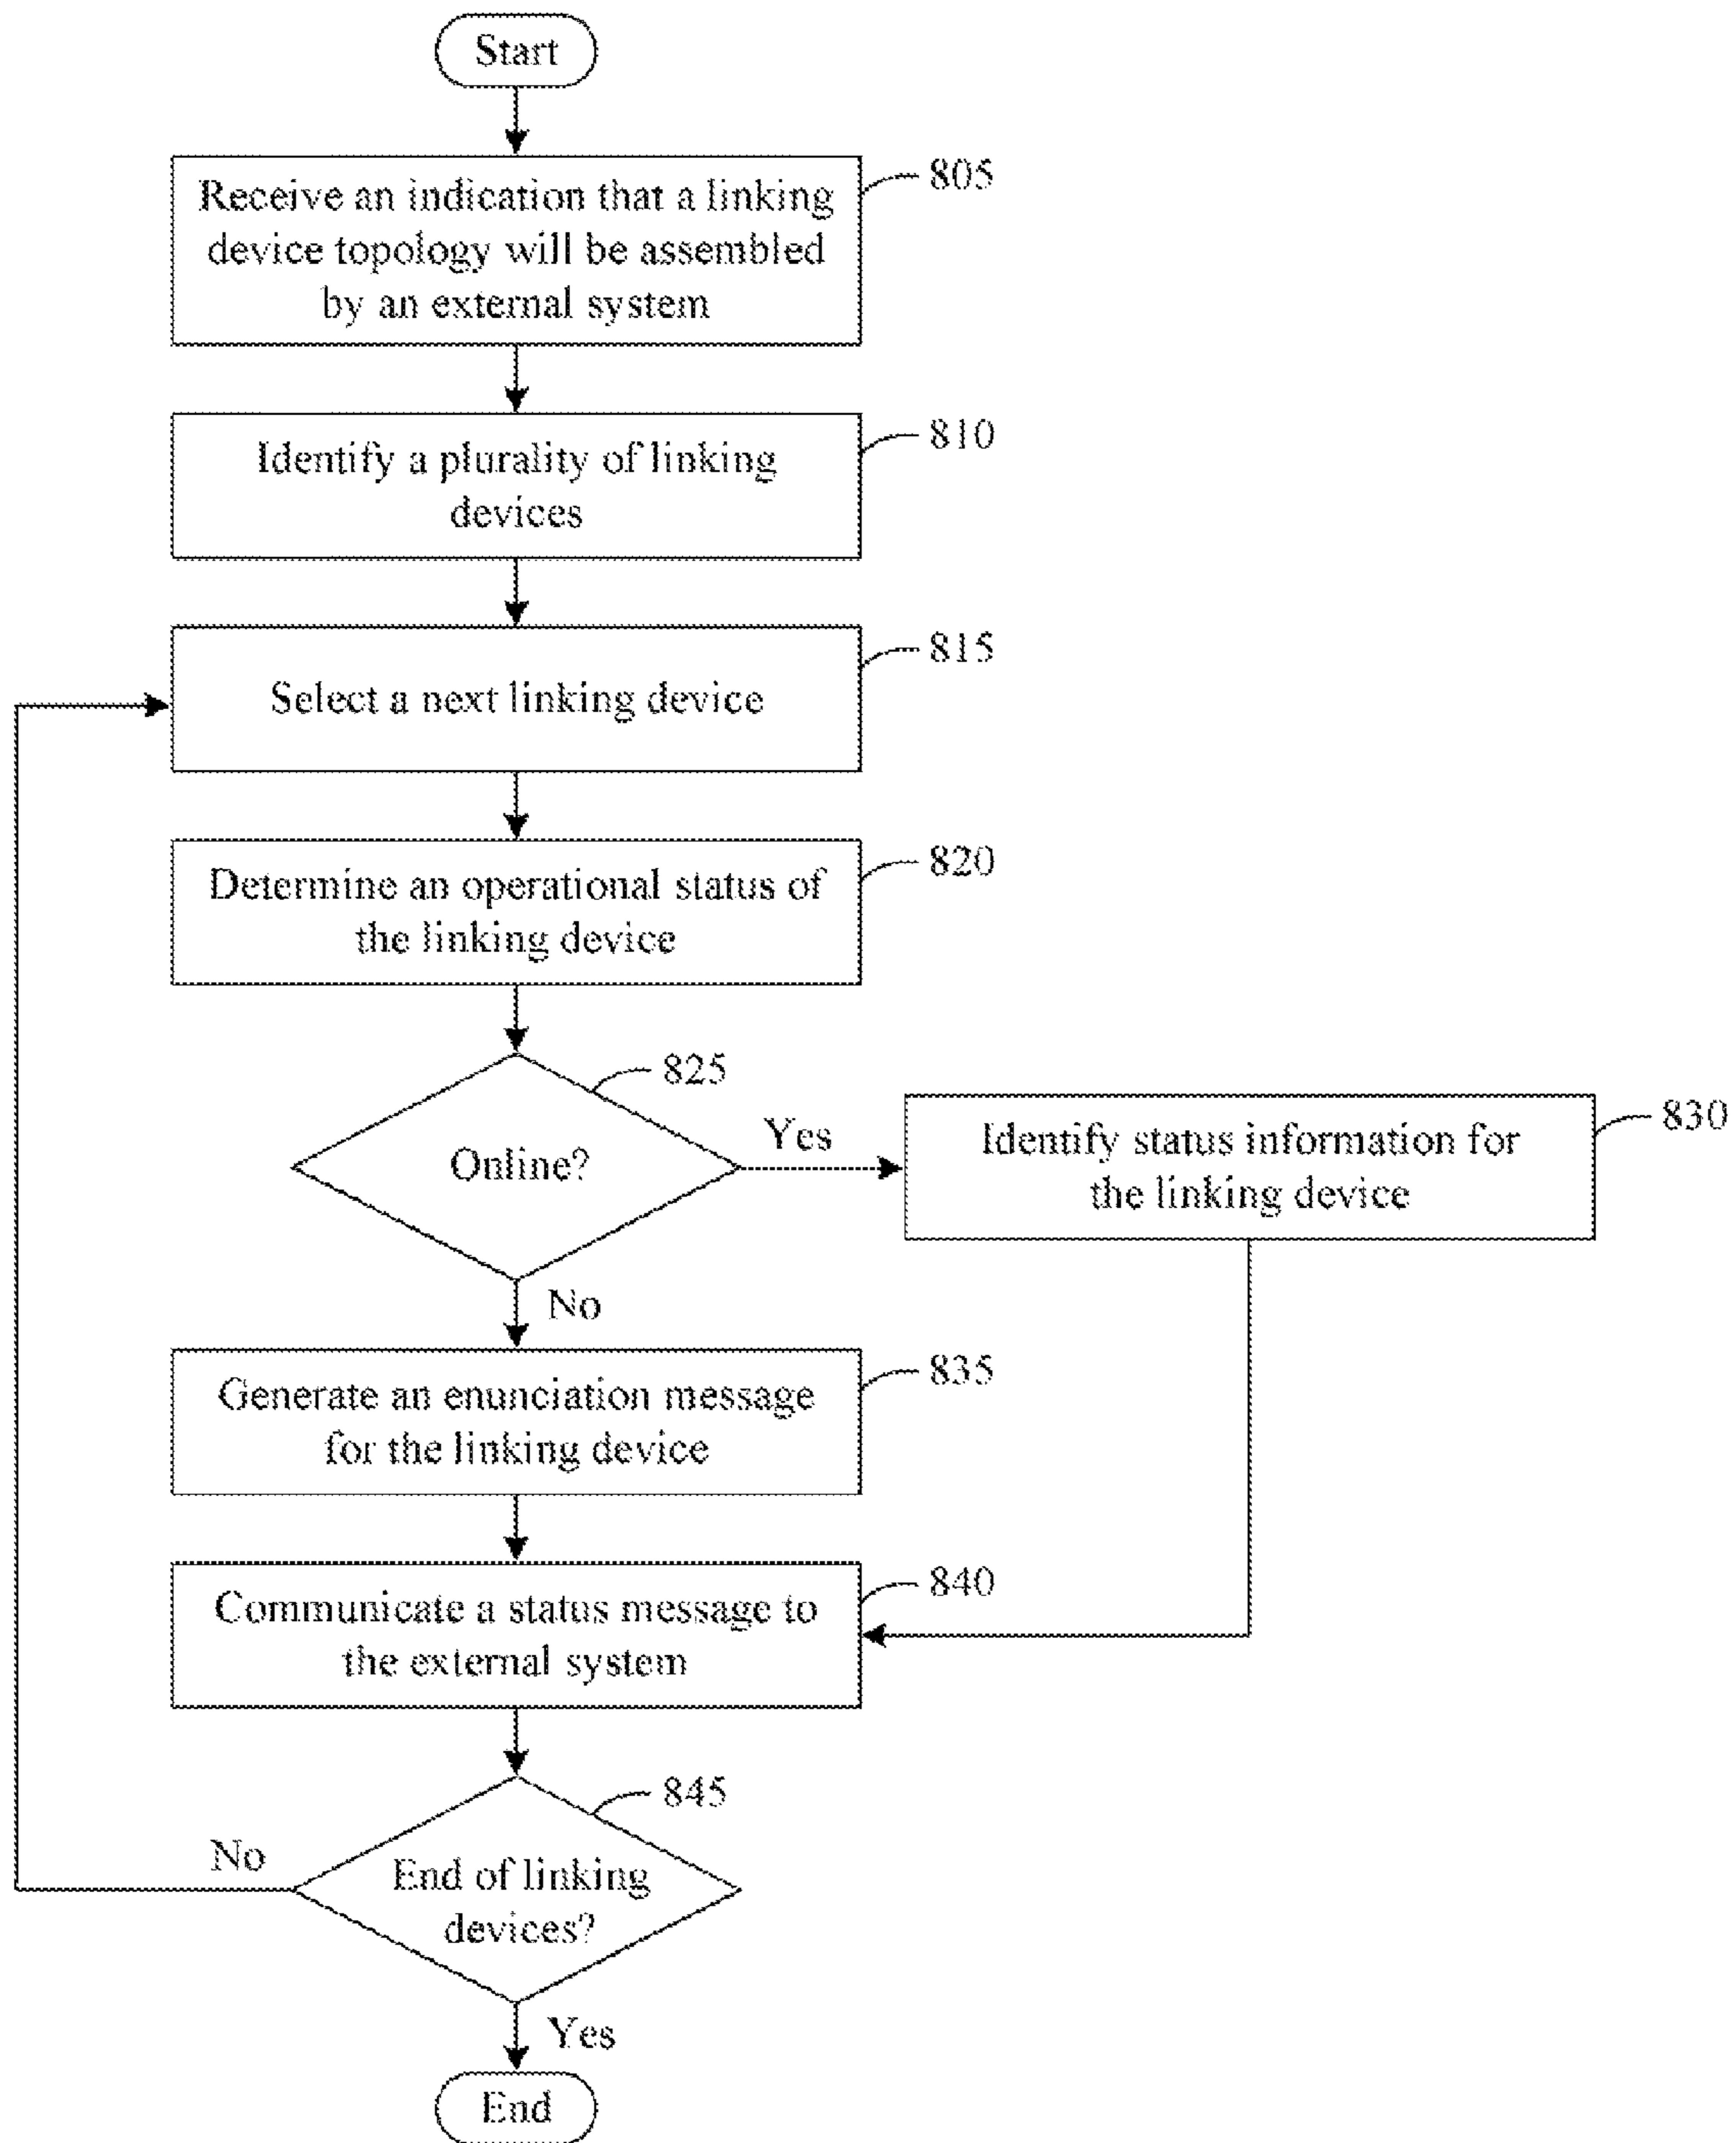 Start
Receive an indication that a linking
device topology will be assembled
by an external system
805
Identify a plurality of linking
devices
810
Select a next linking device
815
Determine an operational status of
the linking device
820
Online?
825
Yes
Identify status information for
the linking device
830
No
Generate an enunciation message
for the linking device
835
Communicate a status message to
the external system
840
End of linking
devices?
845
No
Yes
End